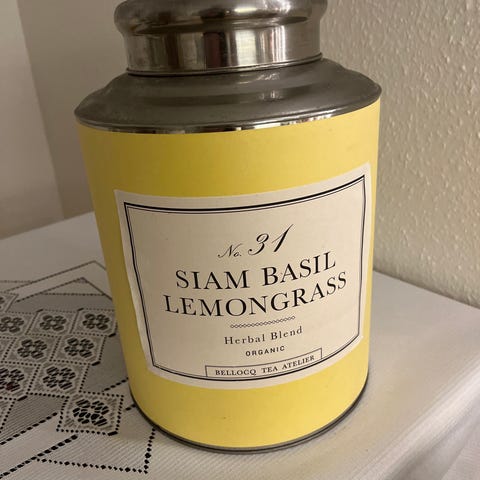 No. 31
SIAM BASIL
LEMONGRASS
Herbal Blend
ORGANIC
BELLOCQ TEA ATELIER